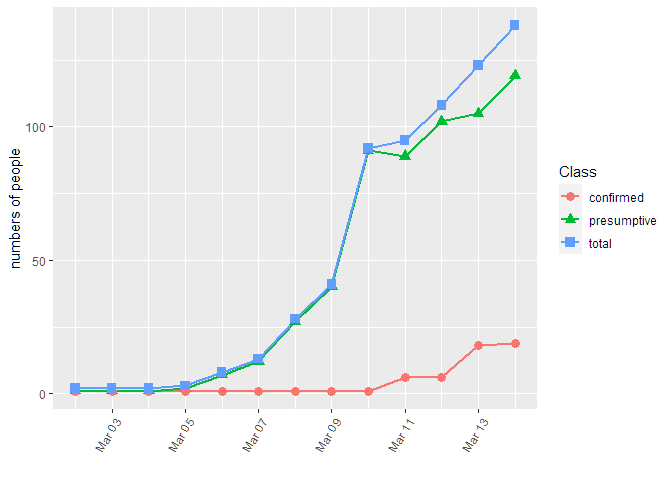 numbers of people
100
50
0
Mar 03
Mar 05
Mar 07
Mar 09
Mar 11
Mar 13
Class
confirmed
presumptive
total